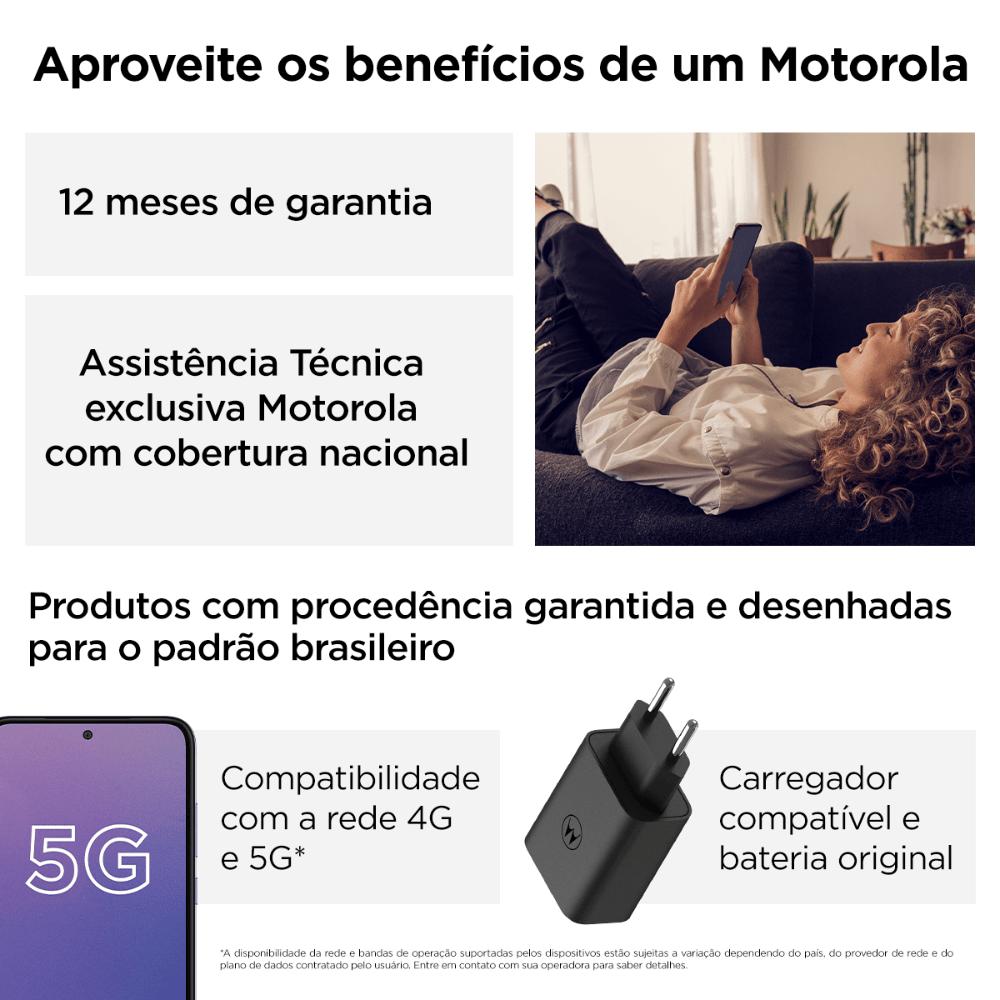 Aproveite os benefícios de um Motorola
12 meses de garantia
Assistência Técnica
exclusiva Motorola
com cobertura nacional
Produtos com procedência garantida e desenhadas
para o padrão brasileiro
5G
Compatibilidade
com a rede 4G
e 5G*
Carregador
compatível e
bateria original
*A disponibilidade da rede e bandas de operação suportadas pelos dispositivos estão sujeitas a variação dependendo do país, do provedor de rede e do
plano de dados contratado pelo usuário. Entre em contato com sua operadora para saber detalhes.